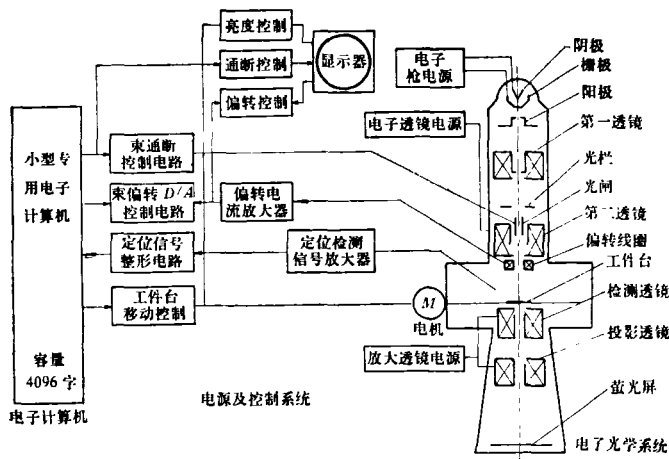 亮度控制
通断控制
偏转控制
显示器
电子
枪电源
阴极
栅极
阳极
电子透镜电源
第一透镜
光栏
光闸
第二透镜
偏转线圈
工件台
检测透镜
投影透镜
萤光屏
电子光学系统
小型专
用电子
计算机
容量
4096 字
电子计算机
束通断
控制电路
束偏转 D/A
控制电路
偏转电
流放大器
定位信号
整形电路
定位检测
信号放大器
工件台
移动控制
M
电机
放大透镜电源
电源及控制系统